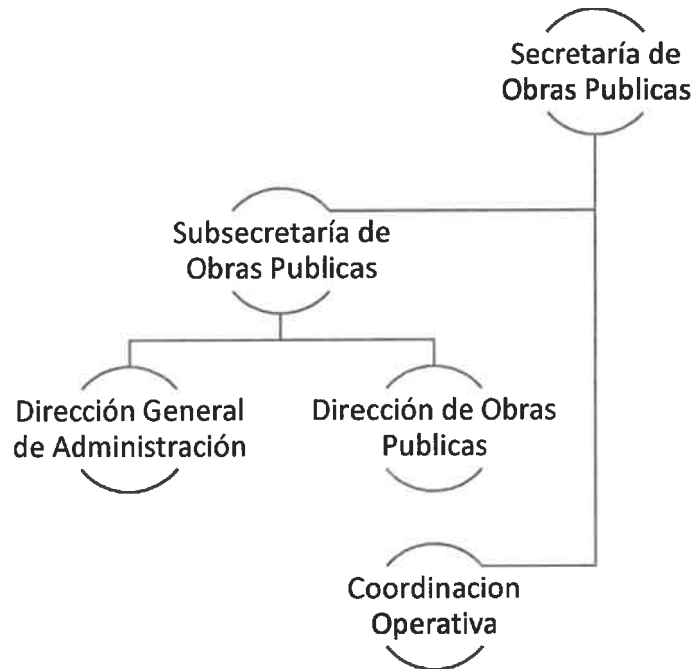 Secretaría de
Obras Publicas
Subsecretaría de
Obras Publicas
Dirección General
de Administración
Dirección de Obras
Publicas
Coordinacion
Operativa